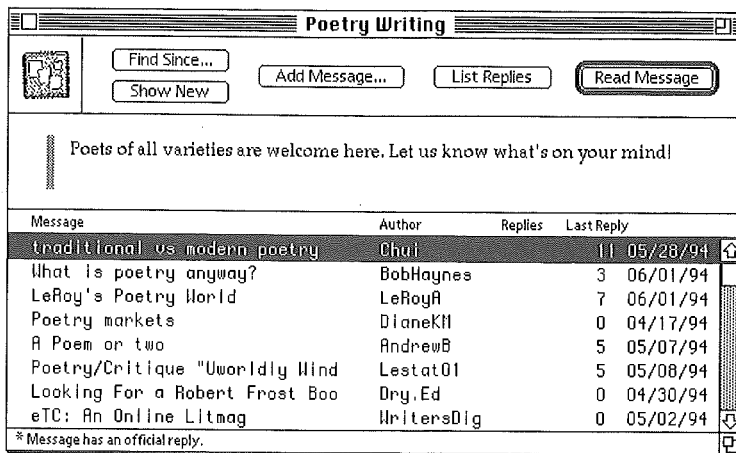 Poetry Writing
Find Since...
Show New
Add Message...
List Replies
Read Message
Poets of all varieties are welcome here. Let us know what's on your mind!
Message Author Replies Last Reply
traditional vs modern poetry Chui 11 05/28/94
What is poetry anyway? BobHaynes 3 06/01/94
LeRoy's Poetry World LeRoyA 7 06/01/94
Poetry markets DianeKM 0 04/17/94
A Poem or two AndrewB 5 05/07/94
Poetry/Critique "Uworldly Wind Lestat01 5 05/08/94
Looking For a Robert Frost Boo Dry.Ed 0 04/30/94
eTC: An Online Litmag WritersDig 0 05/02/94
* Message has an official reply.